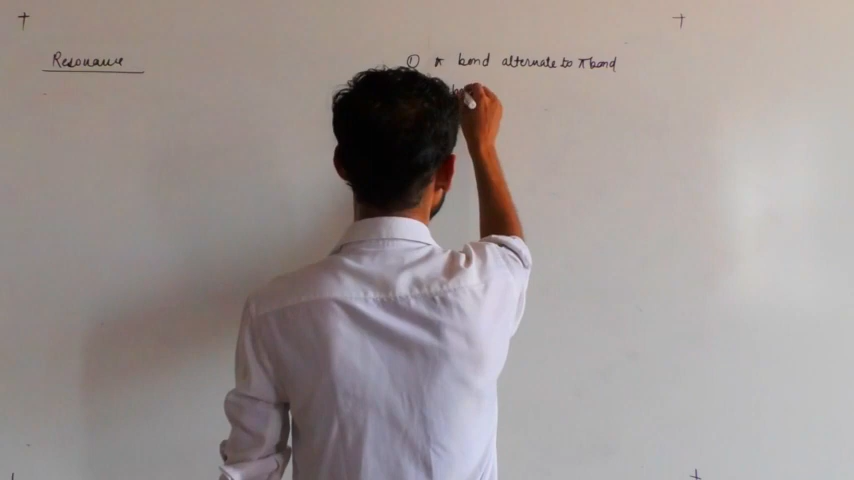 Resonance
① π bond alternate to π bond